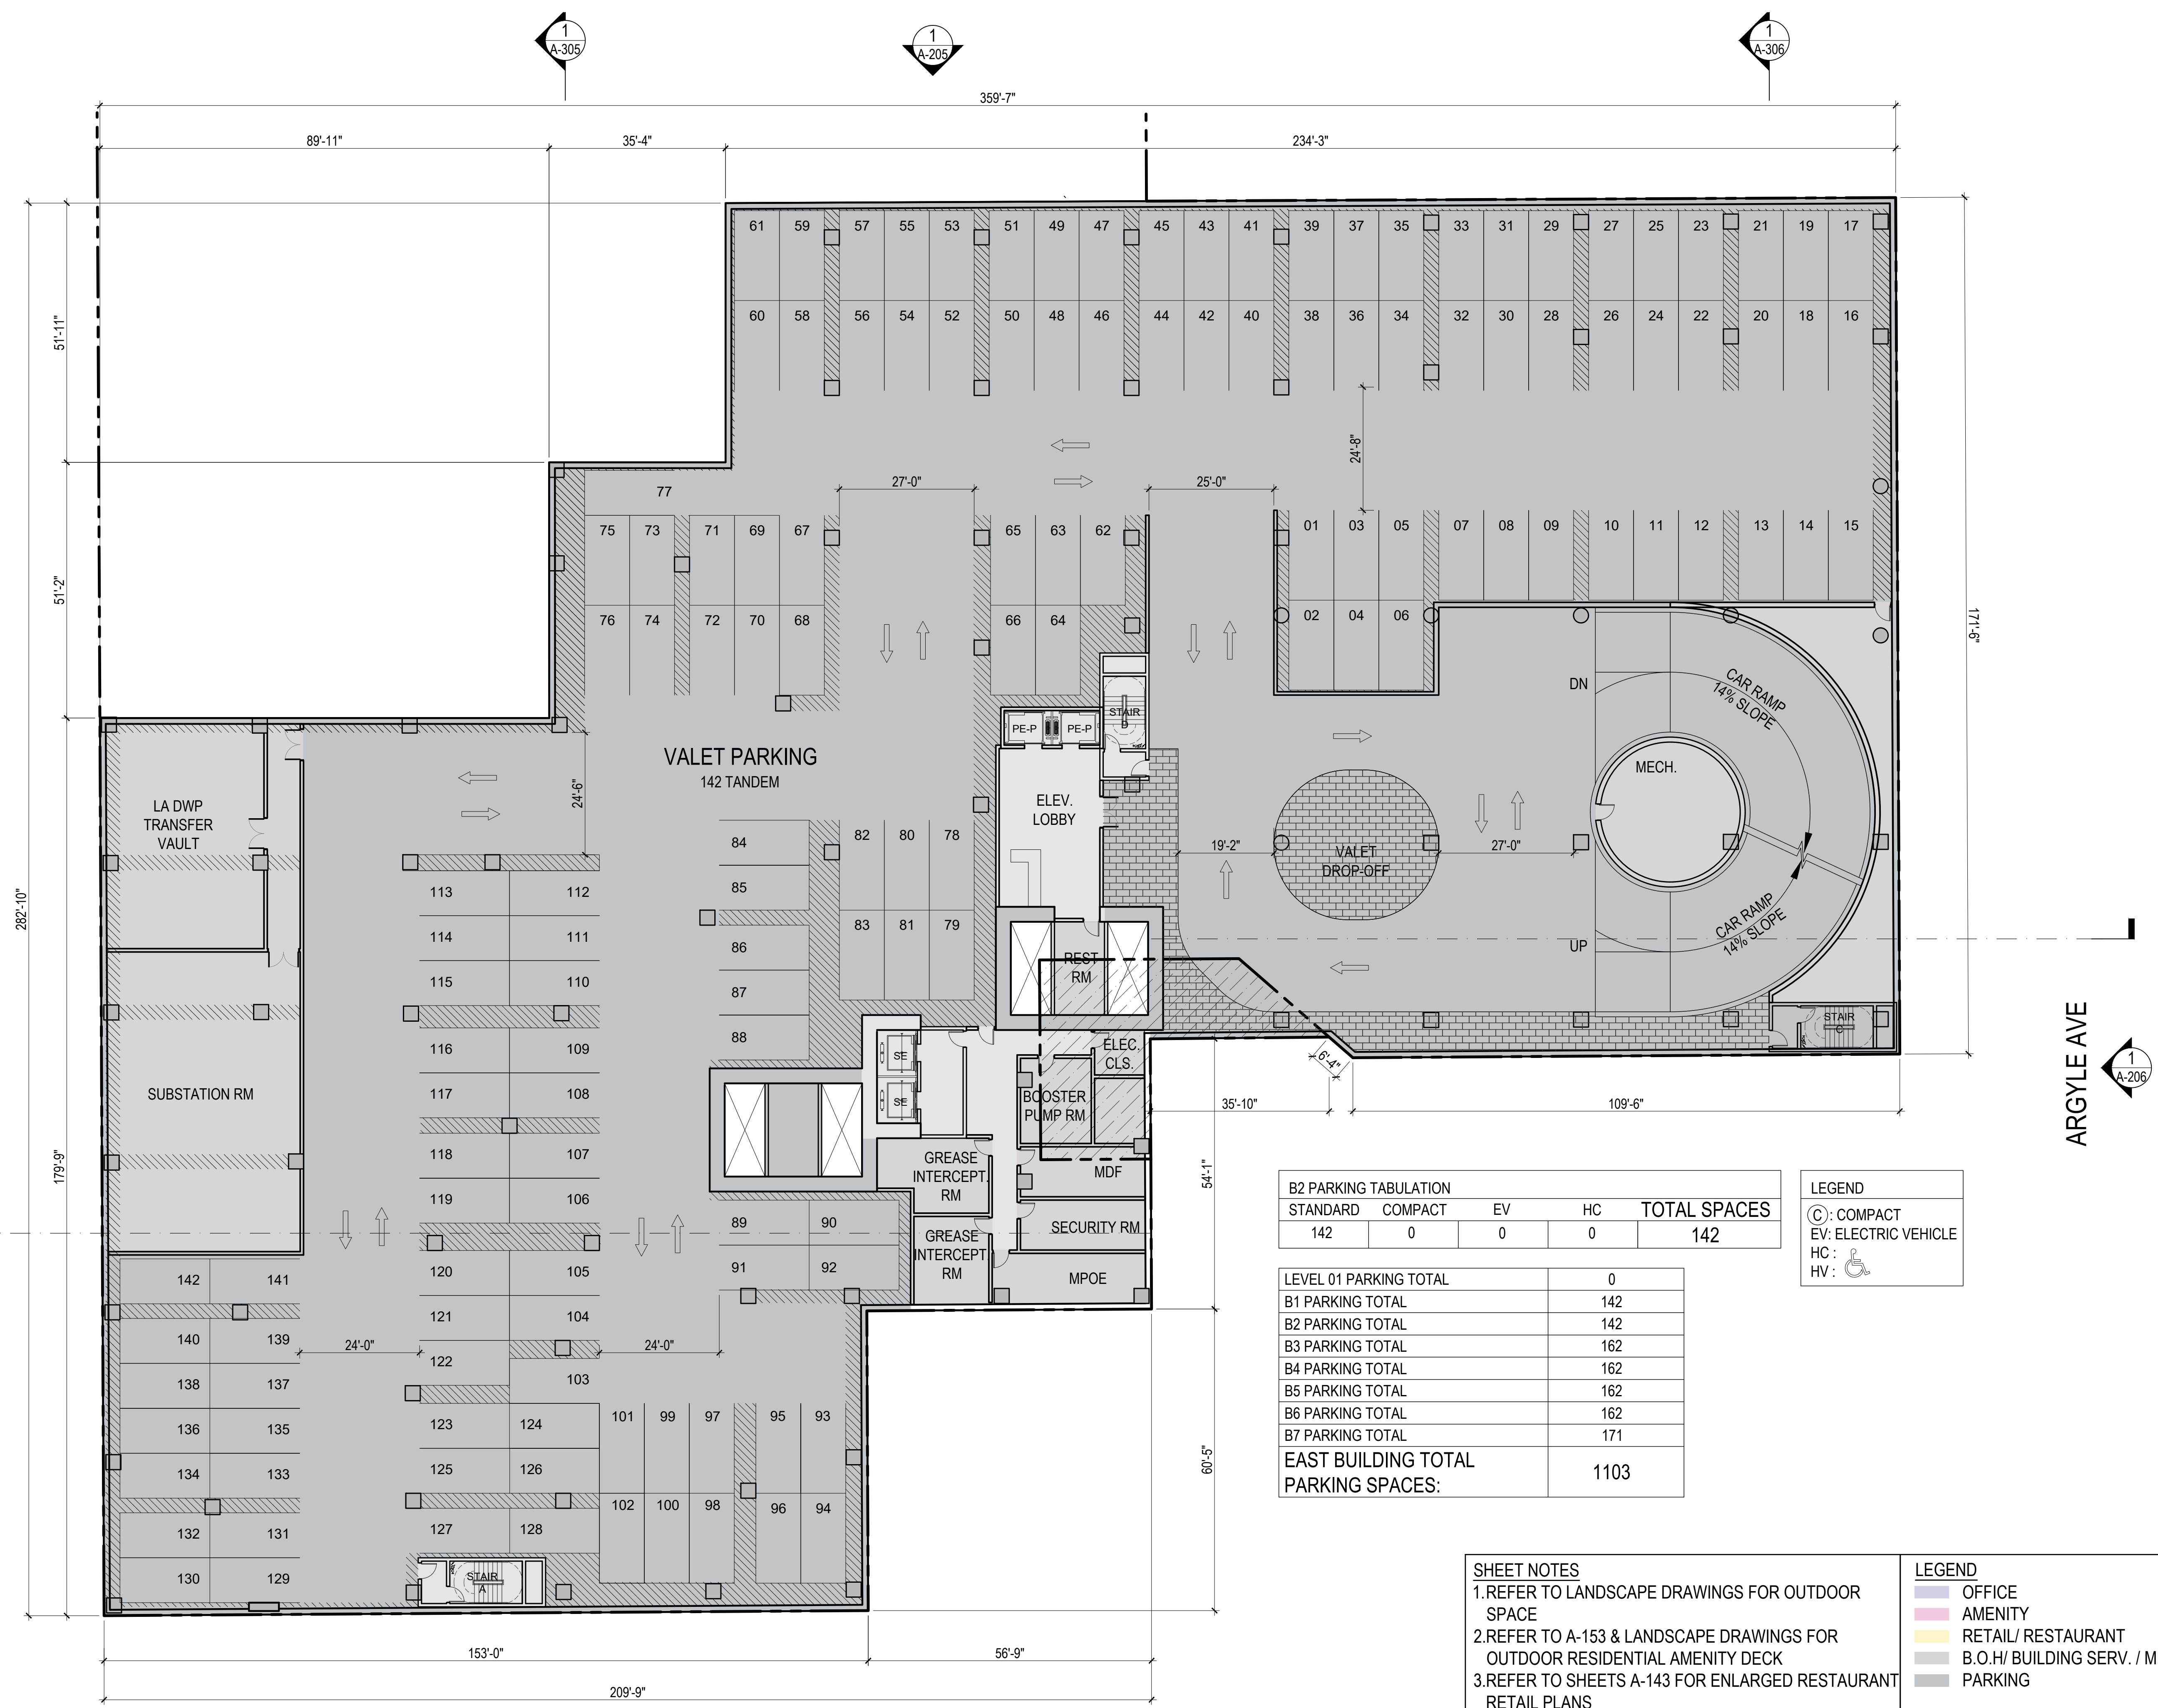 1
A-305
1
A-205
1
A-306
359'-7"
89'-11"
35'-4"
234'-3"
61 59 57 55 53 51 49 47 45 43 41 39 37 35 33 31 29 27 25 23 21 19 17
60 58 56 54 52 50 48 46 44 42 40 38 36 34 32 30 28 26 24 22 20 18 16
51'-11"
24'-8"
77
27'-0"
25'-0"
75 73 71 69 67 65 63 62 01 03 05 07 08 09 10 11 12 13 14 15
51'-2"
76 74 72 70 68 66 64 02 04 06
171'-6"
DN
CAR RAMP
14% SLOPE
STAIR
D
PE-P
PE-P
VALET PARKING
142 TANDEM
MECH.
24'-6"
LA DWP
TRANSFER
VAULT
ELEV.
LOBBY
84
82 80 78
19'-2"
VALET
DROP-OFF
27'-0"
85
113 112
282'-10"
CAR RAMP
14% SLOPE
83 81 79
114 111
86
UP
REST
RM
115 110
87
88
STAIR
C
116 109
SE
ELEC.
CLS.
6'-4"
ARGYLE AVE
1
A-206
SUBSTATION RM
117 108
SE
BOOSTER
PUMP RM
35'-10"
109'-6"
118 107
GREASE
INTERCEPT.
RM
MDF
179'-9"
54'-1"
119 106
89 90
SECURITY RM
GREASE
INTERCEPT.
RM
120 105
91 92
MPOE
142 141
121 104
140 139
24'-0"
24'-0"
122
103
138 137
123 124
101 99 97 95 93
136 135
125 126
134 133
60'-5"
102 100 98 96 94
132 131
127 128
130 129
STAIR
A
153'-0"
56'-9"
209'-9"
B2 PARKING TABULATION
STANDARD COMPACT EV HC TOTAL SPACES
142 0 0 0 142
LEGEND
C : COMPACT
EV: ELECTRIC VEHICLE
HC :
HV :
LEVEL 01 PARKING TOTAL 0
B1 PARKING TOTAL 142
B2 PARKING TOTAL 142
B3 PARKING TOTAL 162
B4 PARKING TOTAL 162
B5 PARKING TOTAL 162
B6 PARKING TOTAL 162
B7 PARKING TOTAL 171
EAST BUILDING TOTAL
PARKING SPACES: 1103
SHEET NOTES
1.REFER TO LANDSCAPE DRAWINGS FOR OUTDOOR
SPACE
2.REFER TO A-153 & LANDSCAPE DRAWINGS FOR
OUTDOOR RESIDENTIAL AMENITY DECK
3.REFER TO SHEETS A-143 FOR ENLARGED RESTAURANT
RETAIL PLANS
LEGEND
OFFICE
AMENITY
RETAIL/ RESTAURANT
B.O.H/ BUILDING SERV. / M
PARKING